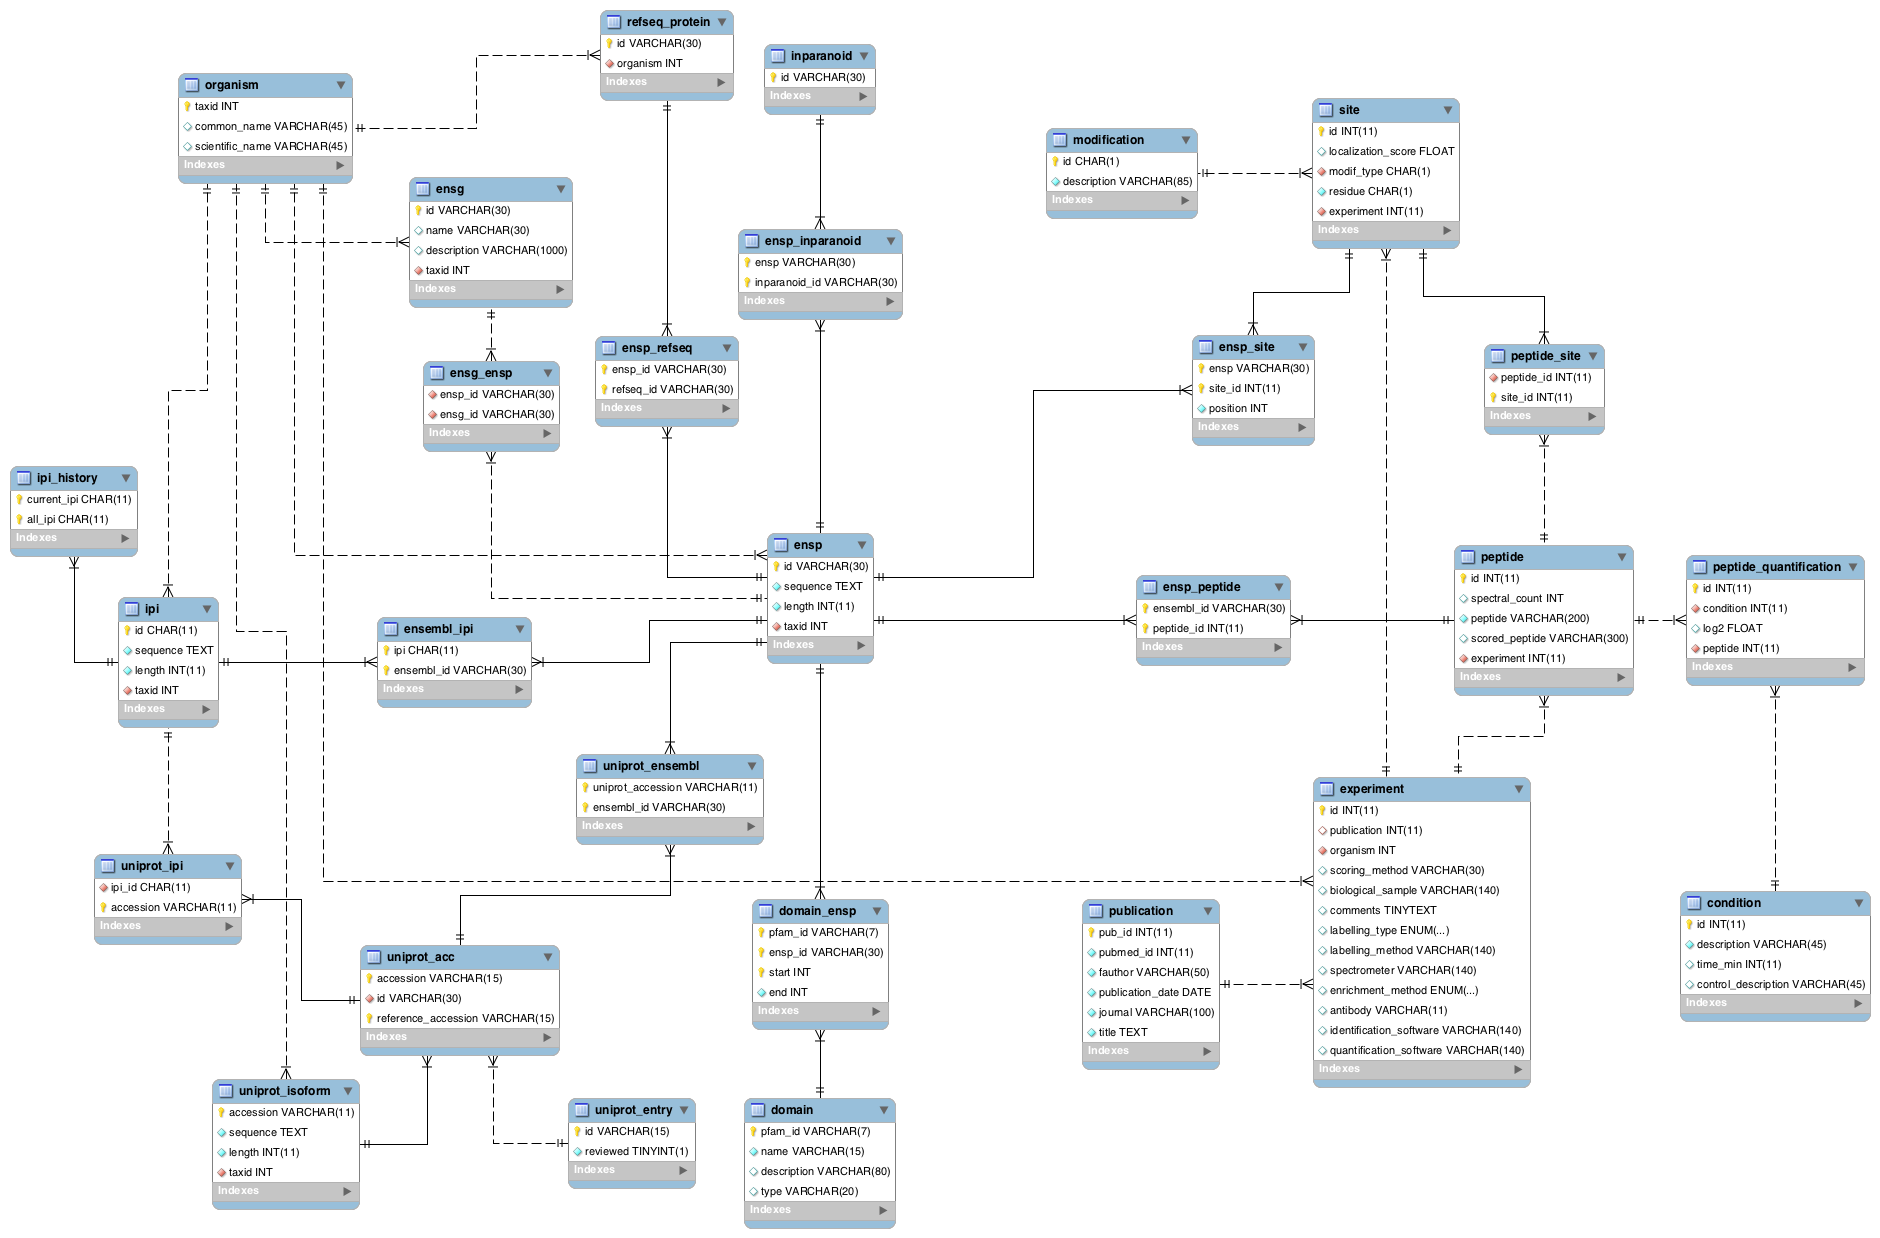 refseq_protein
id VARCHAR(30)
organism INT
Indexes
inparanoid
id VARCHAR(30)
Indexes
organism
taxid INT
common_name VARCHAR(45)
scientific_name VARCHAR(45)
Indexes
site
id INT(11)
localization_score FLOAT
modif_type CHAR(1)
residue CHAR(1)
experiment INT(11)
Indexes
modification
id CHAR(1)
description VARCHAR(85)
Indexes
ensg
id VARCHAR(30)
name VARCHAR(30)
description VARCHAR(1000)
taxid INT
Indexes
ensp_inparanoid
ensp VARCHAR(30)
inparanoid_id VARCHAR(30)
Indexes
ensp_refseq
ensp_id VARCHAR(30)
refseq_id VARCHAR(30)
Indexes
ensp_site
ensp VARCHAR(30)
site_id INT(11)
position INT
Indexes
peptide_site
peptide_id INT(11)
site_id INT(11)
Indexes
ensg_ensp
ensp_id VARCHAR(30)
ensg_id VARCHAR(30)
Indexes
ipi_history
current_ipi CHAR(11)
all_ipi CHAR(11)
Indexes
ensp
id VARCHAR(30)
sequence TEXT
length INT(11)
taxid INT
Indexes
peptide
id INT(11)
spectral_count INT
peptide VARCHAR(200)
scored_peptide VARCHAR(300)
experiment INT(11)
Indexes
peptide_quantification
id INT(11)
condition INT(11)
log2 FLOAT
peptide INT(11)
Indexes
ensp_peptide
ensembl_id VARCHAR(30)
peptide_id INT(11)
Indexes
ipi
id CHAR(11)
sequence TEXT
length INT(11)
taxid INT
Indexes
ensembl_ipi
ipi CHAR(11)
ensembl_id VARCHAR(30)
Indexes
uniprot_ensembl
uniprot_accession VARCHAR(11)
ensembl_id VARCHAR(30)
Indexes
experiment
id INT(11)
publication INT(11)
organism INT
scoring_method VARCHAR(30)
biological_sample VARCHAR(140)
comments TINYTEXT
labelling_type ENUM(...)
labelling_method VARCHAR(140)
spectrometer VARCHAR(140)
enrichment_method ENUM(...)
antibody VARCHAR(11)
identification_software VARCHAR(140)
quantification_software VARCHAR(140)
Indexes
uniprot_ipi
ipi_id CHAR(11)
accession VARCHAR(11)
Indexes
condition
id INT(11)
description VARCHAR(45)
time_min INT(11)
control_description VARCHAR(45)
Indexes
domain_ensp
pfam_id VARCHAR(7)
ensp_id VARCHAR(30)
start INT
end INT
Indexes
publication
pub_id INT(11)
pubmed_id INT(11)
fauthor VARCHAR(50)
publication_date DATE
journal VARCHAR(100)
title TEXT
Indexes
uniprot_acc
accession VARCHAR(15)
id VARCHAR(30)
reference_accession VARCHAR(15)
Indexes
uniprot_isoform
accession VARCHAR(11)
sequence TEXT
length INT(11)
taxid INT
Indexes
uniprot_entry
id VARCHAR(15)
reviewed TINYINT(1)
Indexes
domain
pfam_id VARCHAR(7)
name VARCHAR(15)
description VARCHAR(80)
type VARCHAR(20)
Indexes